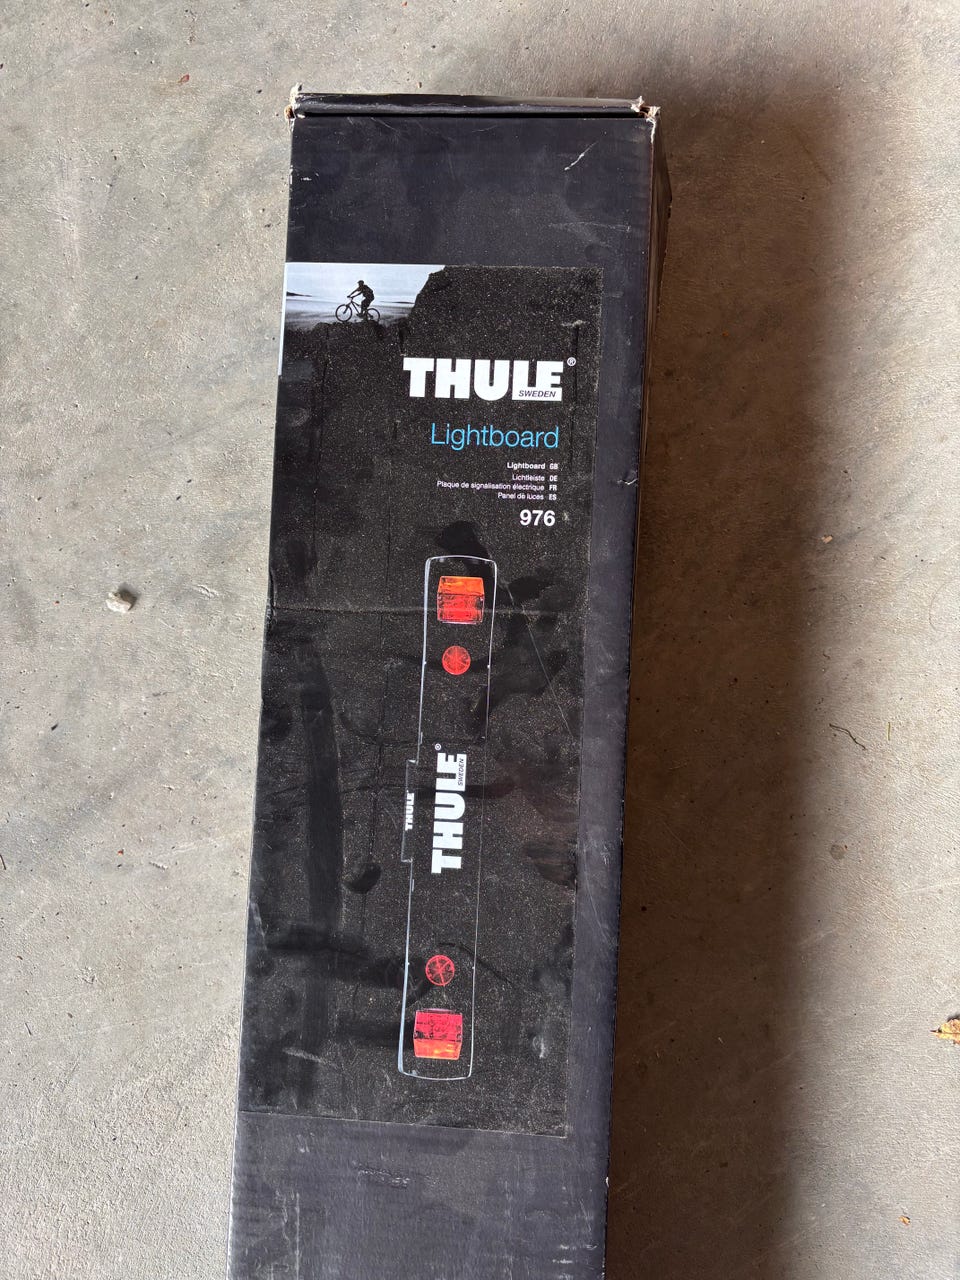 THULE®
SWEDEN
Lightboard
Lightboard GB
Lichtleiste DE
Plaque de signalisation électrique FR
Panel de luces ES
976
THULE®
SWEDEN
THULE